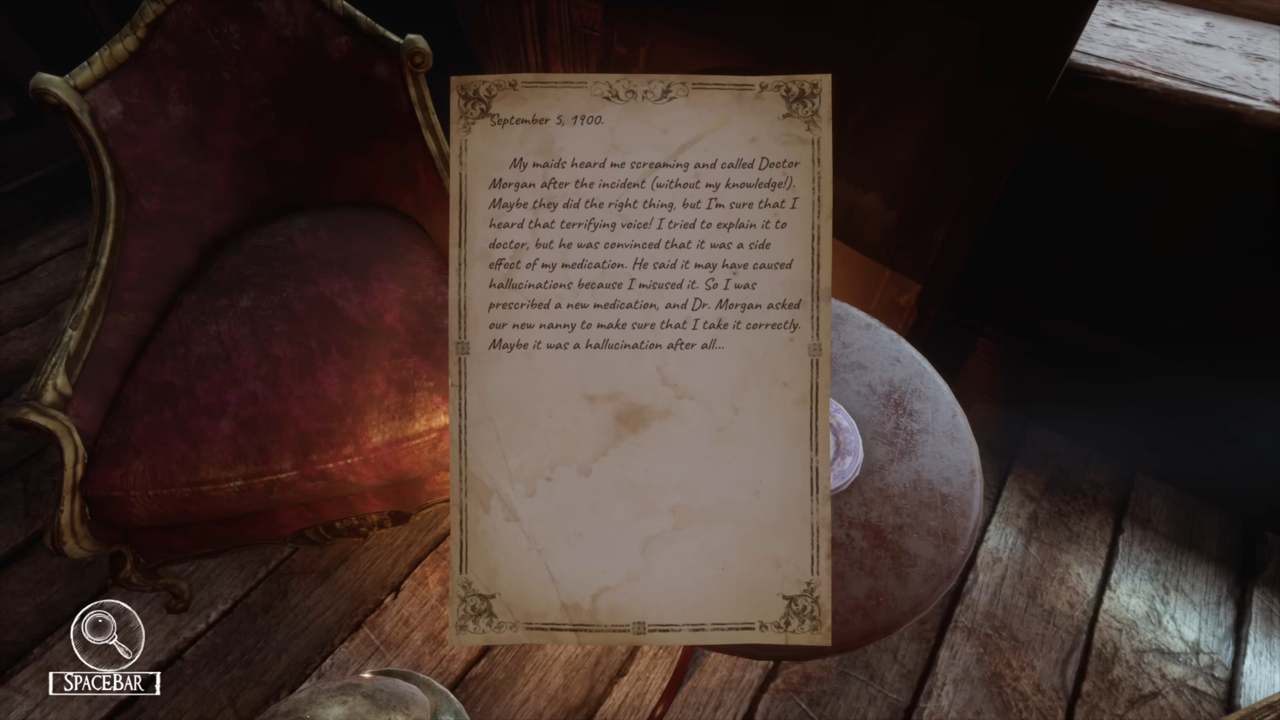 September 5, 1900.
My maids heard me screaming and called Doctor
Morgan after the incident (without my knowledge!).
Maybe they did the right thing, but I'm sure that I
heard that terrifying voice! I tried to explain it to
doctor, but he was convinced that it was a side
effect of my medication. He said it may have caused
hallucinations because I misused it. So I was
prescribed a new medication, and Dr. Morgan asked
our new nanny to make sure that I take it correctly.
Maybe it was a hallucination after all...
SPACEBAR